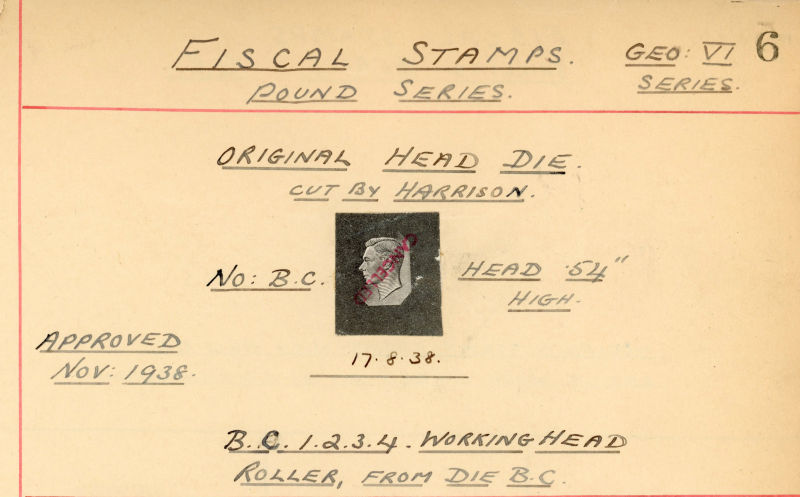 FISCAL STAMPS. GEO: VI 6
POUND SERIES. SERIES.
ORIGINAL HEAD DIE.
CUT BY HARRISON.
CANCELLED
NO: B.C. HEAD .54"
HIGH.
APPROVED
NOV: 1938.
17.8.38.
B.C. 1.2.3.4. WORKING HEAD
ROLLER, FROM DIE B.C.